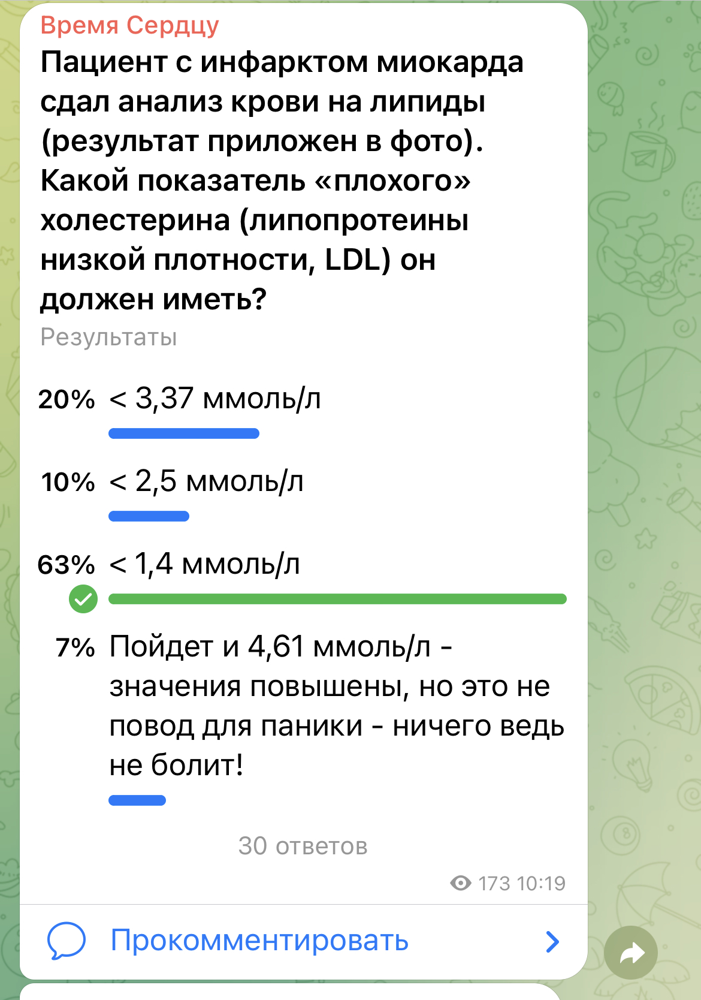 Время Сердцу
Пациент с инфарктом миокарда
сдал анализ крови на липиды
(результат приложен в фото).
Какой показатель «плохого»
холестерина (липопротеины
низкой плотности, LDL) он
должен иметь?
Результаты
20% < 3,37 ммоль/л
10% < 2,5 ммоль/л
63% < 1,4 ммоль/л
7% Пойдет и 4,61 ммоль/л -
значения повышены, но это не
повод для паники - ничего ведь
не болит!
30 ответов
173 10:19
Прокомментировать